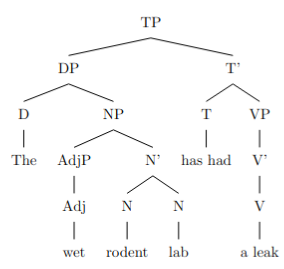 TP
DP T'
D NP T VP
The AdjP N' has had V'
Adj N N V
wet rodent lab a leak